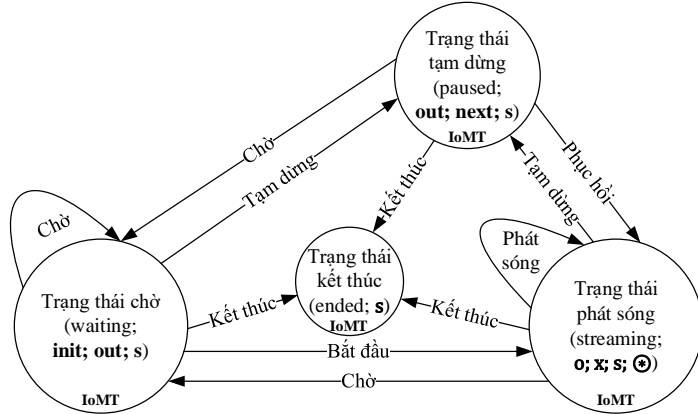 Trạng thái
tạm dừng
(paused;
out; next; s)
IoMT
Chờ
Tạm dừng
Kết thúc
Phục hồi
Tạm dừng
Chờ
Trạng thái chờ
(waiting;
init; out; s)
IoMT
Kết thúc
Trạng thái
kết thúc
(ended; s)
IoMT
Kết thúc
Phát
sóng
Trạng thái
phát sóng
(streaming;
o; x; s; ⊛)
IoMT
Bắt đầu
Chờ